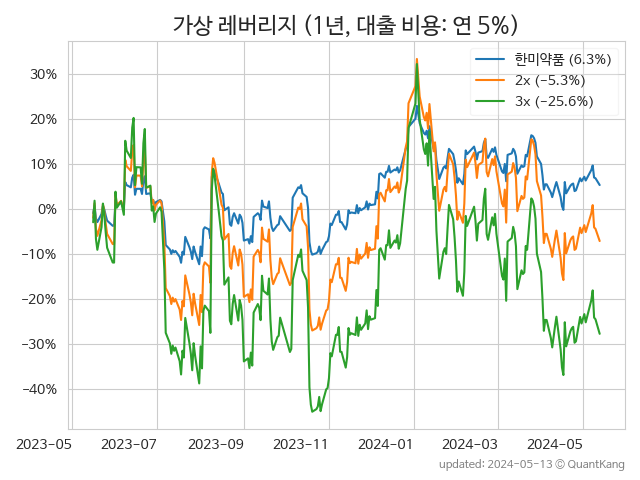 가상 레버리지 (1년, 대출 비용: 연 5%)
한미약품 (6.3%)
2x (−5.3%)
3x (−25.6%)
30%
20%
10%
0%
−10%
−20%
−30%
−40%
2023-05 2023-07 2023-09 2023-11 2024-01 2024-03 2024-05
updated: 2024-05-13 © QuantKang